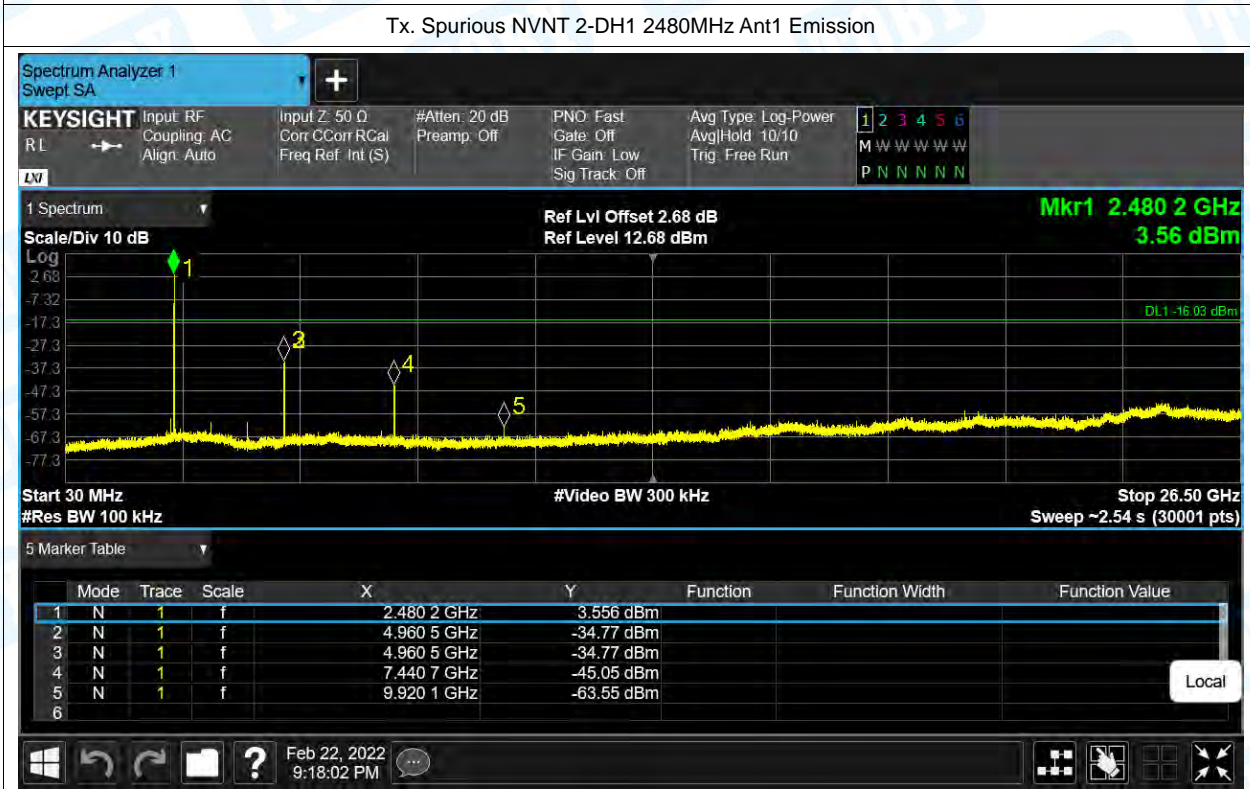 Tx. Spurious NVNT 2-DH1 2480MHz Ant1 Emission
Spectrum Analyzer 1
Swept SA
+
KEYSIGHT
R L
LXI
Input: RF
Coupling: AC
Align: Auto
Input Z: 50 Ω
Corr CCorr RCal
Freq Ref: Int (S)
#Atten: 20 dB
Preamp: Off
PNO: Fast
Gate: Off
IF Gain: Low
Sig Track: Off
Avg Type: Log-Power
Avg|Hold: 10/10
Trig: Free Run
1 2 3 4 5 6
M W W W W W
P N N N N N
1 Spectrum
Scale/Div 10 dB
Ref Lvl Offset 2.68 dB
Ref Level 12.68 dBm
Mkr1 2.480 2 GHz
3.56 dBm
Log
2.68
-7.32
-17.3
-27.3
-37.3
-47.3
-57.3
-67.3
-77.3
1
3
4
5
DL1 -16.03 dBm
Start 30 MHz
#Res BW 100 kHz
#Video BW 300 kHz
Stop 26.50 GHz
Sweep ~2.54 s (30001 pts)
5 Marker Table
Mode Trace Scale X Y Function Function Width Function Value
1 N 1 f 2.480 2 GHz 3.556 dBm
2 N 1 f 4.960 5 GHz -34.77 dBm
3 N 1 f 4.960 5 GHz -34.77 dBm
4 N 1 f 7.440 7 GHz -45.05 dBm
5 N 1 f 9.920 1 GHz -63.55 dBm
6
Local
?
Feb 22, 2022
9:18:02 PM